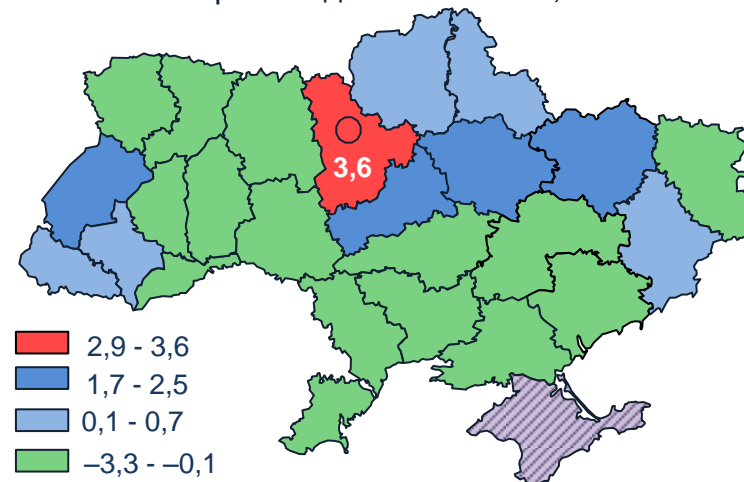 3,6
2,9 - 3,6
1,7 - 2,5
0,1 - 0,7
–3,3 - –0,1